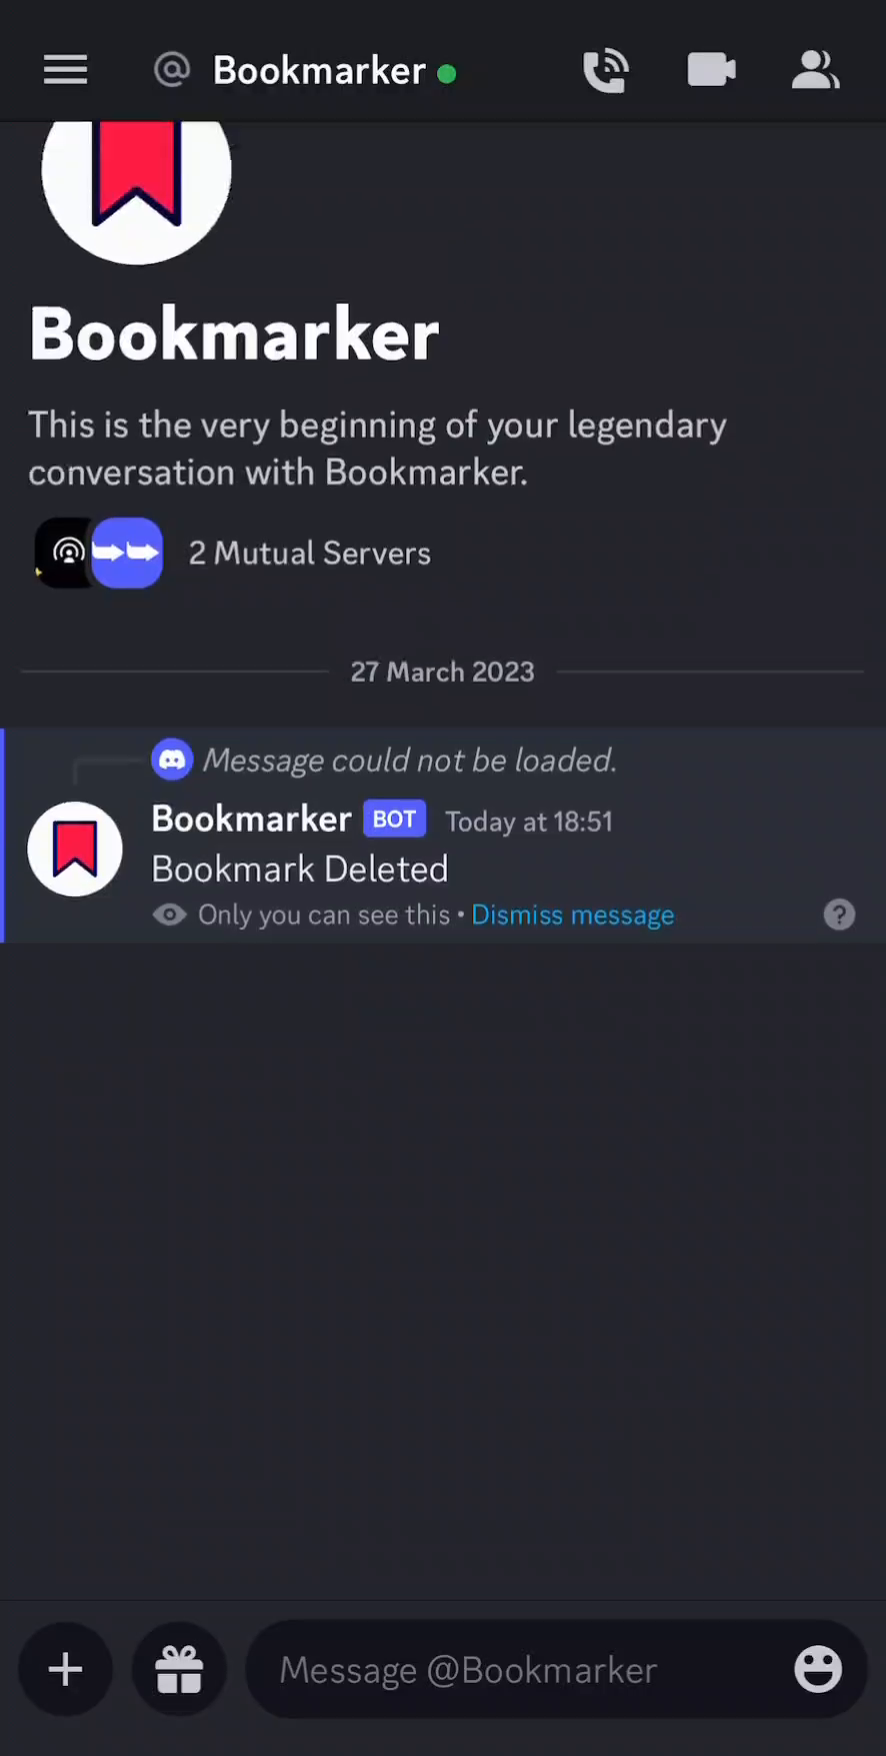 @ Bookmarker
Bookmarker
This is the very beginning of your legendary
conversation with Bookmarker.
2 Mutual Servers
27 March 2023
Message could not be loaded.
Bookmarker BOT Today at 18:51
Bookmark Deleted
Only you can see this • Dismiss message
?
Message @Bookmarker